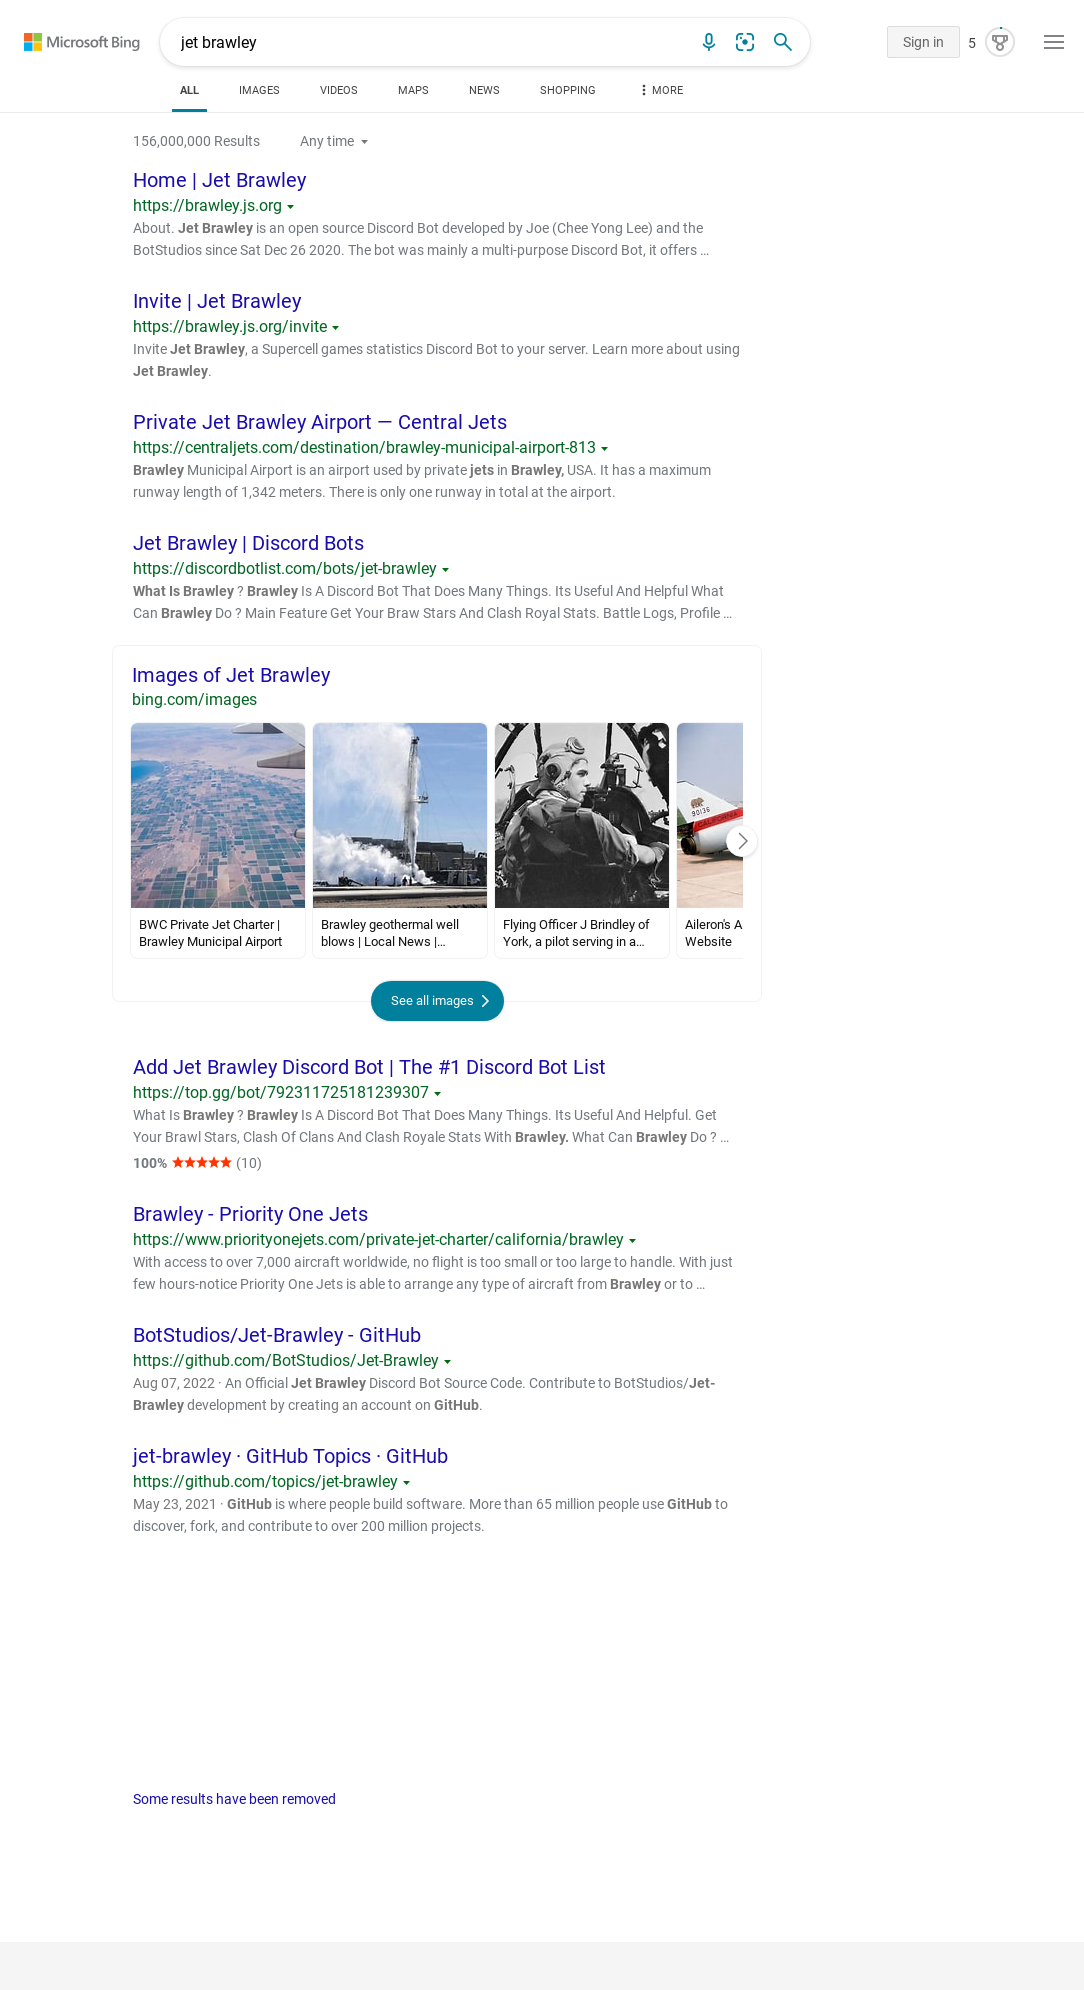 Microsoft Bing
jet brawley
Sign in
5
ALL
IMAGES
VIDEOS
MAPS
NEWS
SHOPPING
MORE
156,000,000 Results
Any time
Home | Jet Brawley
https://brawley.js.org
About. Jet Brawley is an open source Discord Bot developed by Joe (Chee Yong Lee) and the
BotStudios since Sat Dec 26 2020. The bot was mainly a multi-purpose Discord Bot, it offers …
Invite | Jet Brawley
https://brawley.js.org/invite
Invite Jet Brawley, a Supercell games statistics Discord Bot to your server. Learn more about using
Jet Brawley.
Private Jet Brawley Airport — Central Jets
https://centraljets.com/destination/brawley-municipal-airport-813
Brawley Municipal Airport is an airport used by private jets in Brawley, USA. It has a maximum
runway length of 1,342 meters. There is only one runway in total at the airport.
Jet Brawley | Discord Bots
https://discordbotlist.com/bots/jet-brawley
What Is Brawley ? Brawley Is A Discord Bot That Does Many Things. Its Useful And Helpful What
Can Brawley Do ? Main Feature Get Your Braw Stars And Clash Royal Stats. Battle Logs, Profile …
Images of Jet Brawley
bing.com/images
90136
CALIFORNIA
BWC Private Jet Charter |
Brawley Municipal Airport
Brawley geothermal well
blows | Local News |…
Flying Officer J Brindley of
York, a pilot serving in a…
Aileron's A
Website
See all images
Add Jet Brawley Discord Bot | The #1 Discord Bot List
https://top.gg/bot/792311725181239307
What Is Brawley ? Brawley Is A Discord Bot That Does Many Things. Its Useful And Helpful. Get
Your Brawl Stars, Clash Of Clans And Clash Royale Stats With Brawley. What Can Brawley Do ? …
100% ★★★★★ (10)
Brawley - Priority One Jets
https://www.priorityonejets.com/private-jet-charter/california/brawley
With access to over 7,000 aircraft worldwide, no flight is too small or too large to handle. With just
few hours-notice Priority One Jets is able to arrange any type of aircraft from Brawley or to …
BotStudios/Jet-Brawley - GitHub
https://github.com/BotStudios/Jet-Brawley
Aug 07, 2022 · An Official Jet Brawley Discord Bot Source Code. Contribute to BotStudios/Jet-
Brawley development by creating an account on GitHub.
jet-brawley · GitHub Topics · GitHub
https://github.com/topics/jet-brawley
May 23, 2021 · GitHub is where people build software. More than 65 million people use GitHub to
discover, fork, and contribute to over 200 million projects.
Some results have been removed